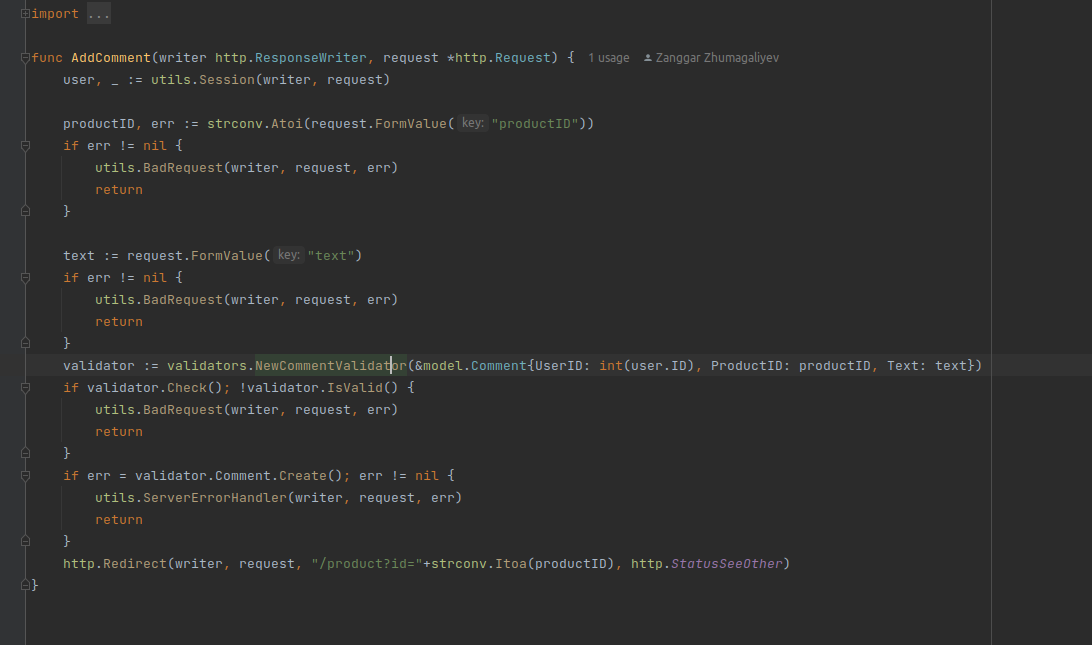 import ...
func AddComment(writer http.ResponseWriter, request *http.Request) { 1 usage Zanggar Zhumagaliyev
user, _ := utils.Session(writer, request)
productID, err := strconv.Atoi(request.FormValue( key: "productID"))
if err != nil {
utils.BadRequest(writer, request, err)
return
}
text := request.FormValue( key: "text")
if err != nil {
utils.BadRequest(writer, request, err)
return
}
validator := validators.NewCommentValidator(&model.Comment{UserID: int(user.ID), ProductID: productID, Text: text})
if validator.Check(); !validator.IsValid() {
utils.BadRequest(writer, request, err)
return
}
if err = validator.Comment.Create(); err != nil {
utils.ServerErrorHandler(writer, request, err)
return
}
http.Redirect(writer, request, "/product?id="+strconv.Itoa(productID), http.StatusSeeOther)
}